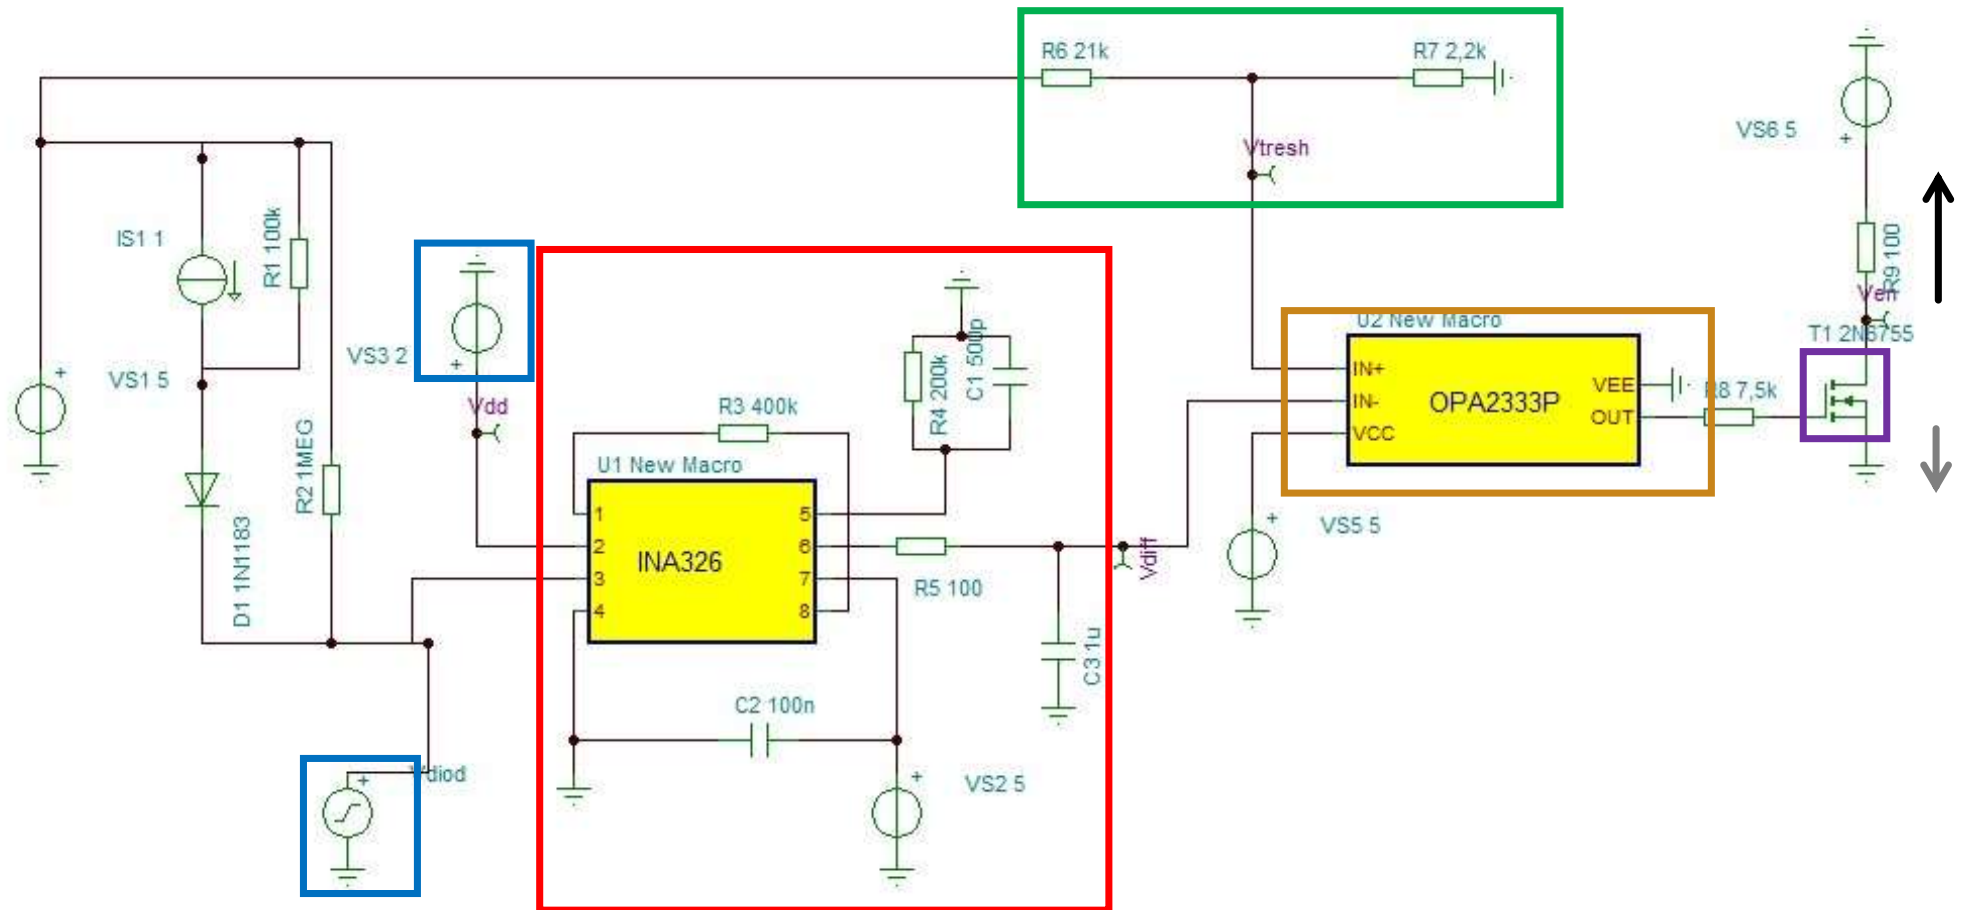 R6 21k
R7 2,2k
VS6 5
Vtresh
IS1 1
R1 100k
R9 100
Ven
T1 2N6755
VS3 2
VS1 5
Vdd
R4 200k
C1 500p
U2 New Macro
IN+
IN-
VCC
OPA2333P
VEE
OUT
R8 7,5k
R3 400k
U1 New Macro
R2 1MEG
D1 1N1183
1
2
3
4
INA326
5
6
7
8
R5 100
Vdiff
VS5 5
C3 1u
C2 100n
VS2 5
Vdiod